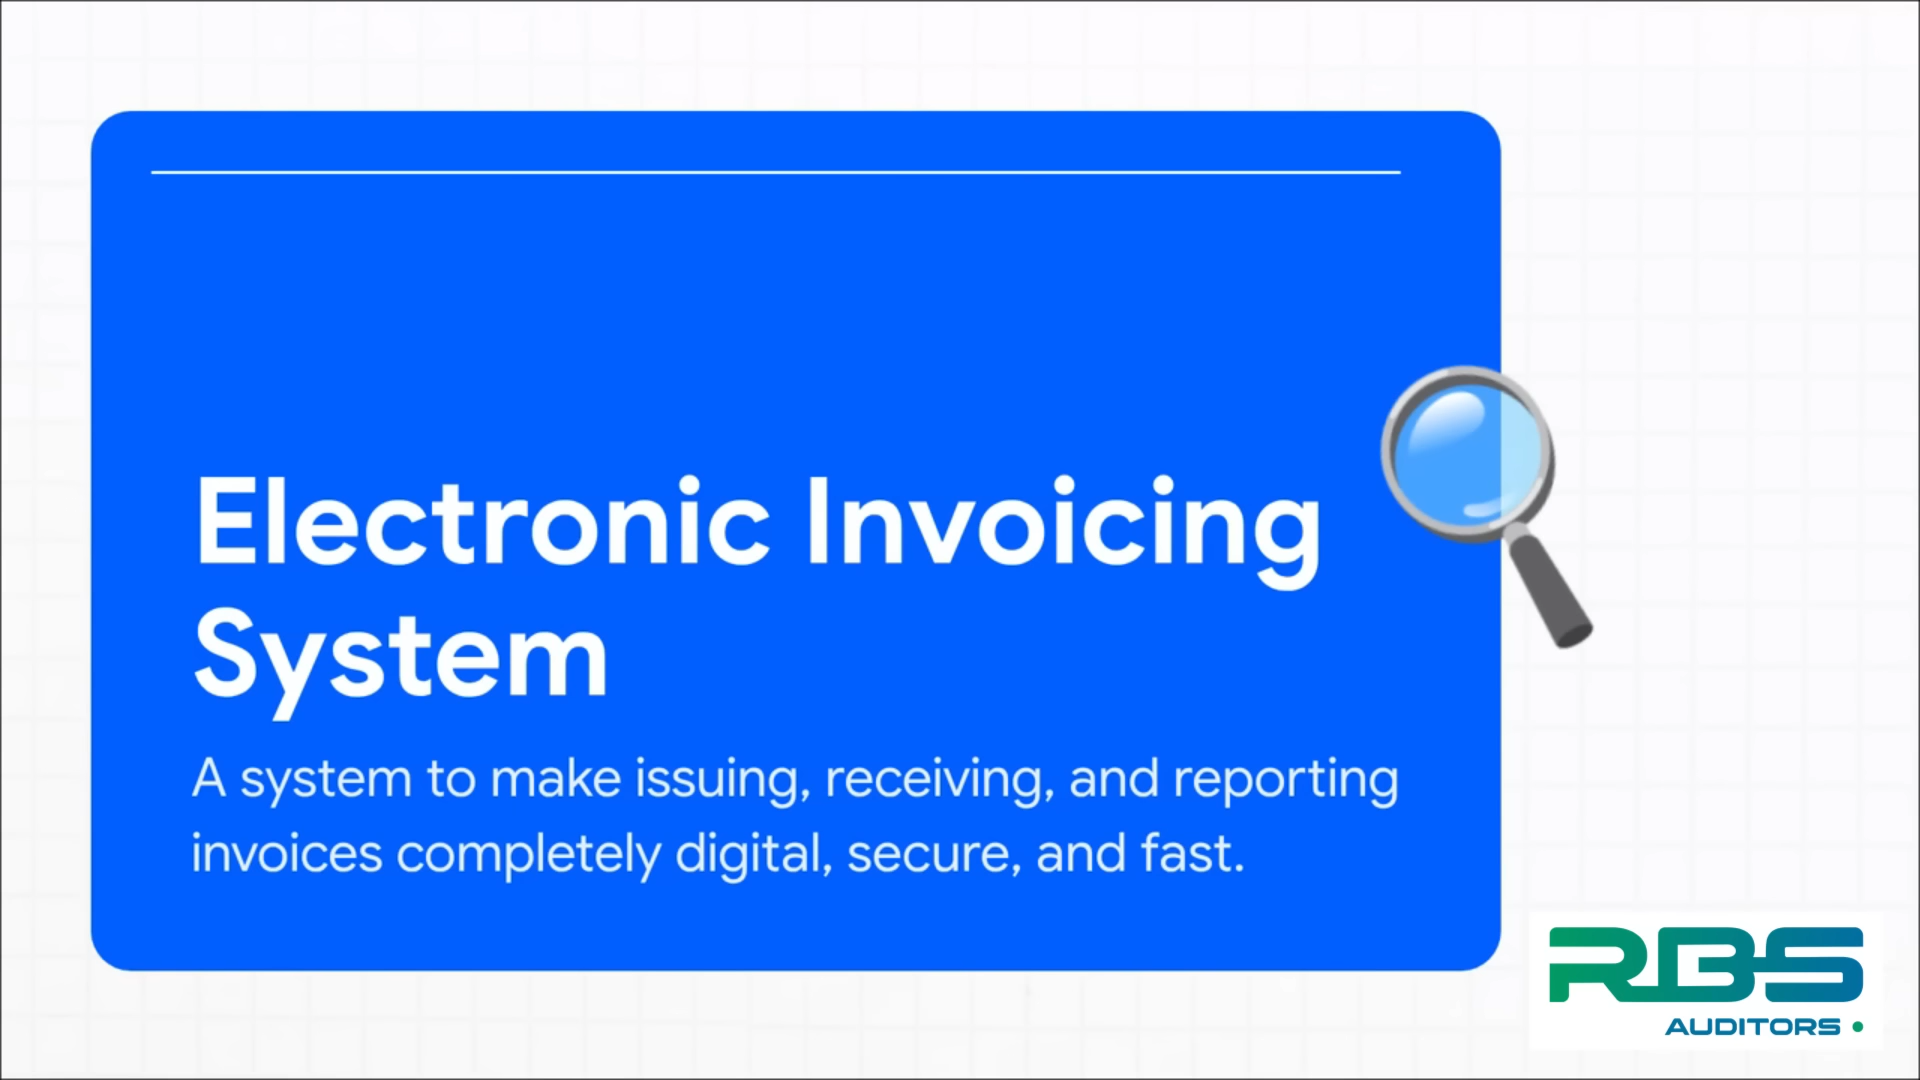 Electronic Invoicing
System
A system to make issuing, receiving, and reporting
invoices completely digital, secure, and fast.
RBS
AUDITORS